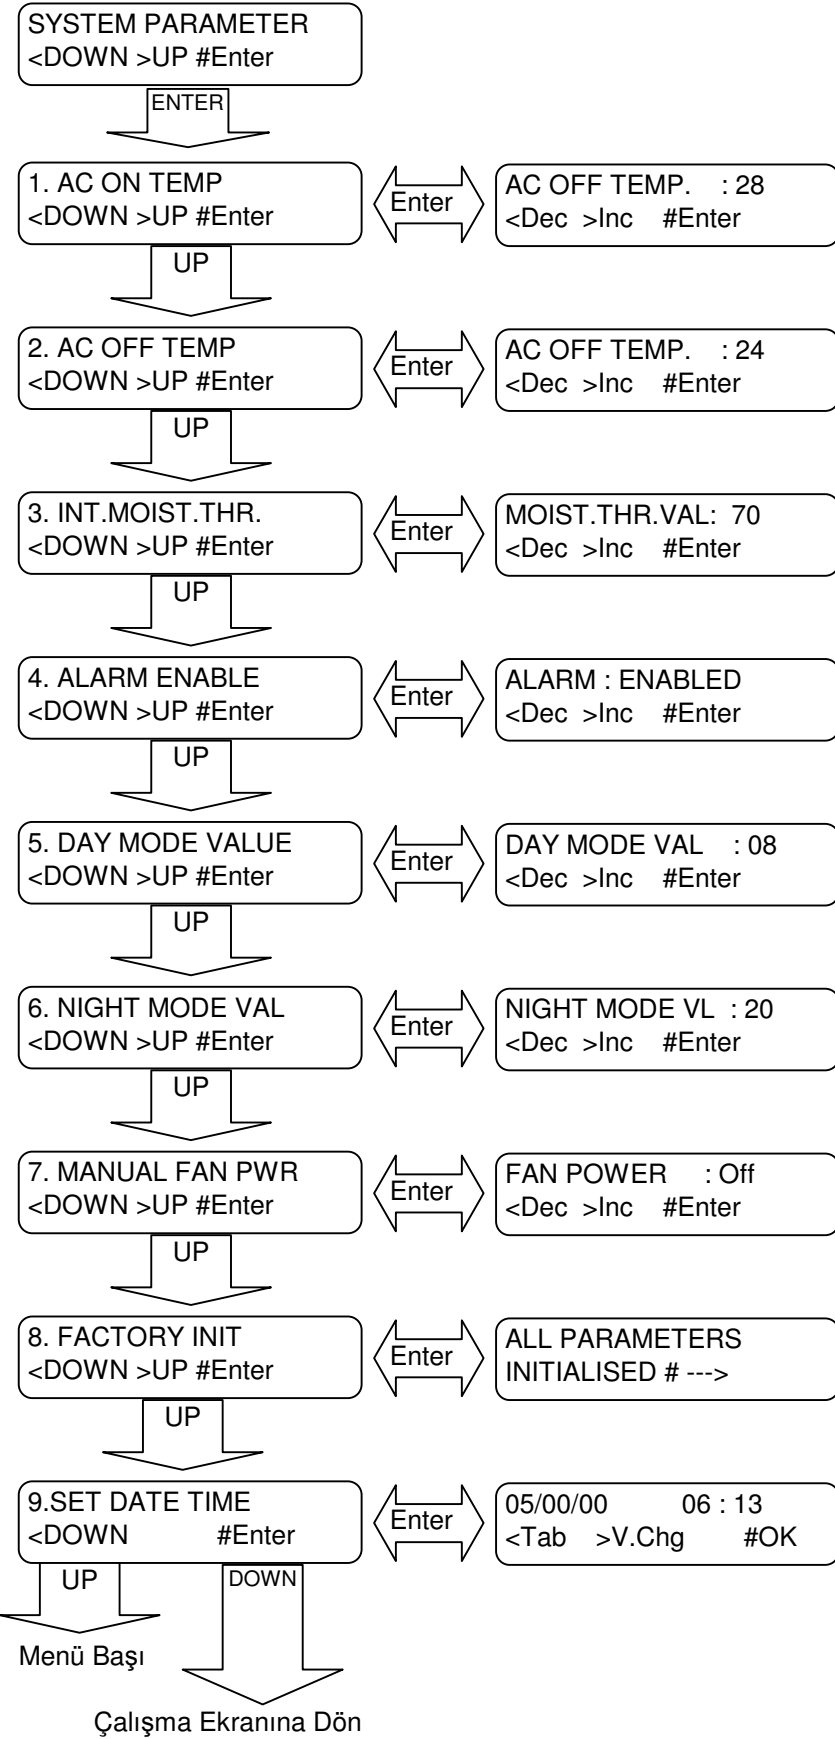 SYSTEM PARAMETER
<DOWN >UP #Enter
ENTER
1. AC ON TEMP
<DOWN >UP #Enter
Enter
AC OFF TEMP. : 28
<Dec >Inc #Enter
UP
2. AC OFF TEMP
<DOWN >UP #Enter
Enter
AC OFF TEMP. : 24
<Dec >Inc #Enter
UP
3. INT.MOIST.THR.
<DOWN >UP #Enter
Enter
MOIST.THR.VAL: 70
<Dec >Inc #Enter
UP
4. ALARM ENABLE
<DOWN >UP #Enter
Enter
ALARM : ENABLED
<Dec >Inc #Enter
UP
5. DAY MODE VALUE
<DOWN >UP #Enter
Enter
DAY MODE VAL : 08
<Dec >Inc #Enter
UP
6. NIGHT MODE VAL
<DOWN >UP #Enter
Enter
NIGHT MODE VL : 20
<Dec >Inc #Enter
UP
7. MANUAL FAN PWR
<DOWN >UP #Enter
Enter
FAN POWER : Off
<Dec >Inc #Enter
UP
8. FACTORY INIT
<DOWN >UP #Enter
Enter
ALL PARAMETERS
INITIALISED # --->
UP
9.SET DATE TIME
<DOWN #Enter
Enter
05/00/00 06 : 13
<Tab >V.Chg #OK
UP
DOWN
Menü Başı
Çalışma Ekranına Dön